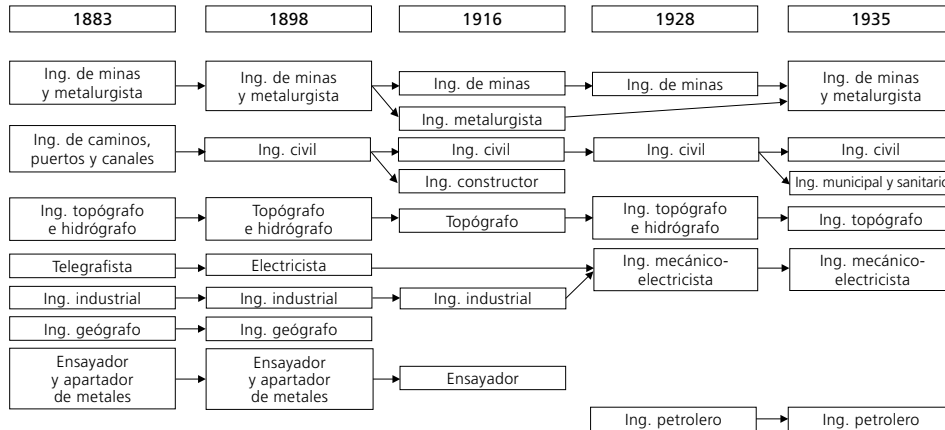 1883
1898
1916
1928
1935
Ing. de minas
y metalurgista
Ing. de minas
y metalurgista
Ing. de minas
Ing. de minas
Ing. de minas
y metalurgista
Ing. metalurgista
Ing. de caminos,
puertos y canales
Ing. civil
Ing. civil
Ing. civil
Ing. civil
Ing. constructor
Ing. municipal y sanitario
Ing. topógrafo
e hidrógrafo
Topógrafo
e hidrógrafo
Topógrafo
Ing. topógrafo
e hidrógrafo
Ing. topógrafo
Telegrafista
Electricista
Ing. mecánico-
electricista
Ing. mecánico-
electricista
Ing. industrial
Ing. industrial
Ing. industrial
Ing. geógrafo
Ing. geógrafo
Ensayador
y apartador
de metales
Ensayador
y apartador
de metales
Ensayador
Ing. petrolero
Ing. petrolero